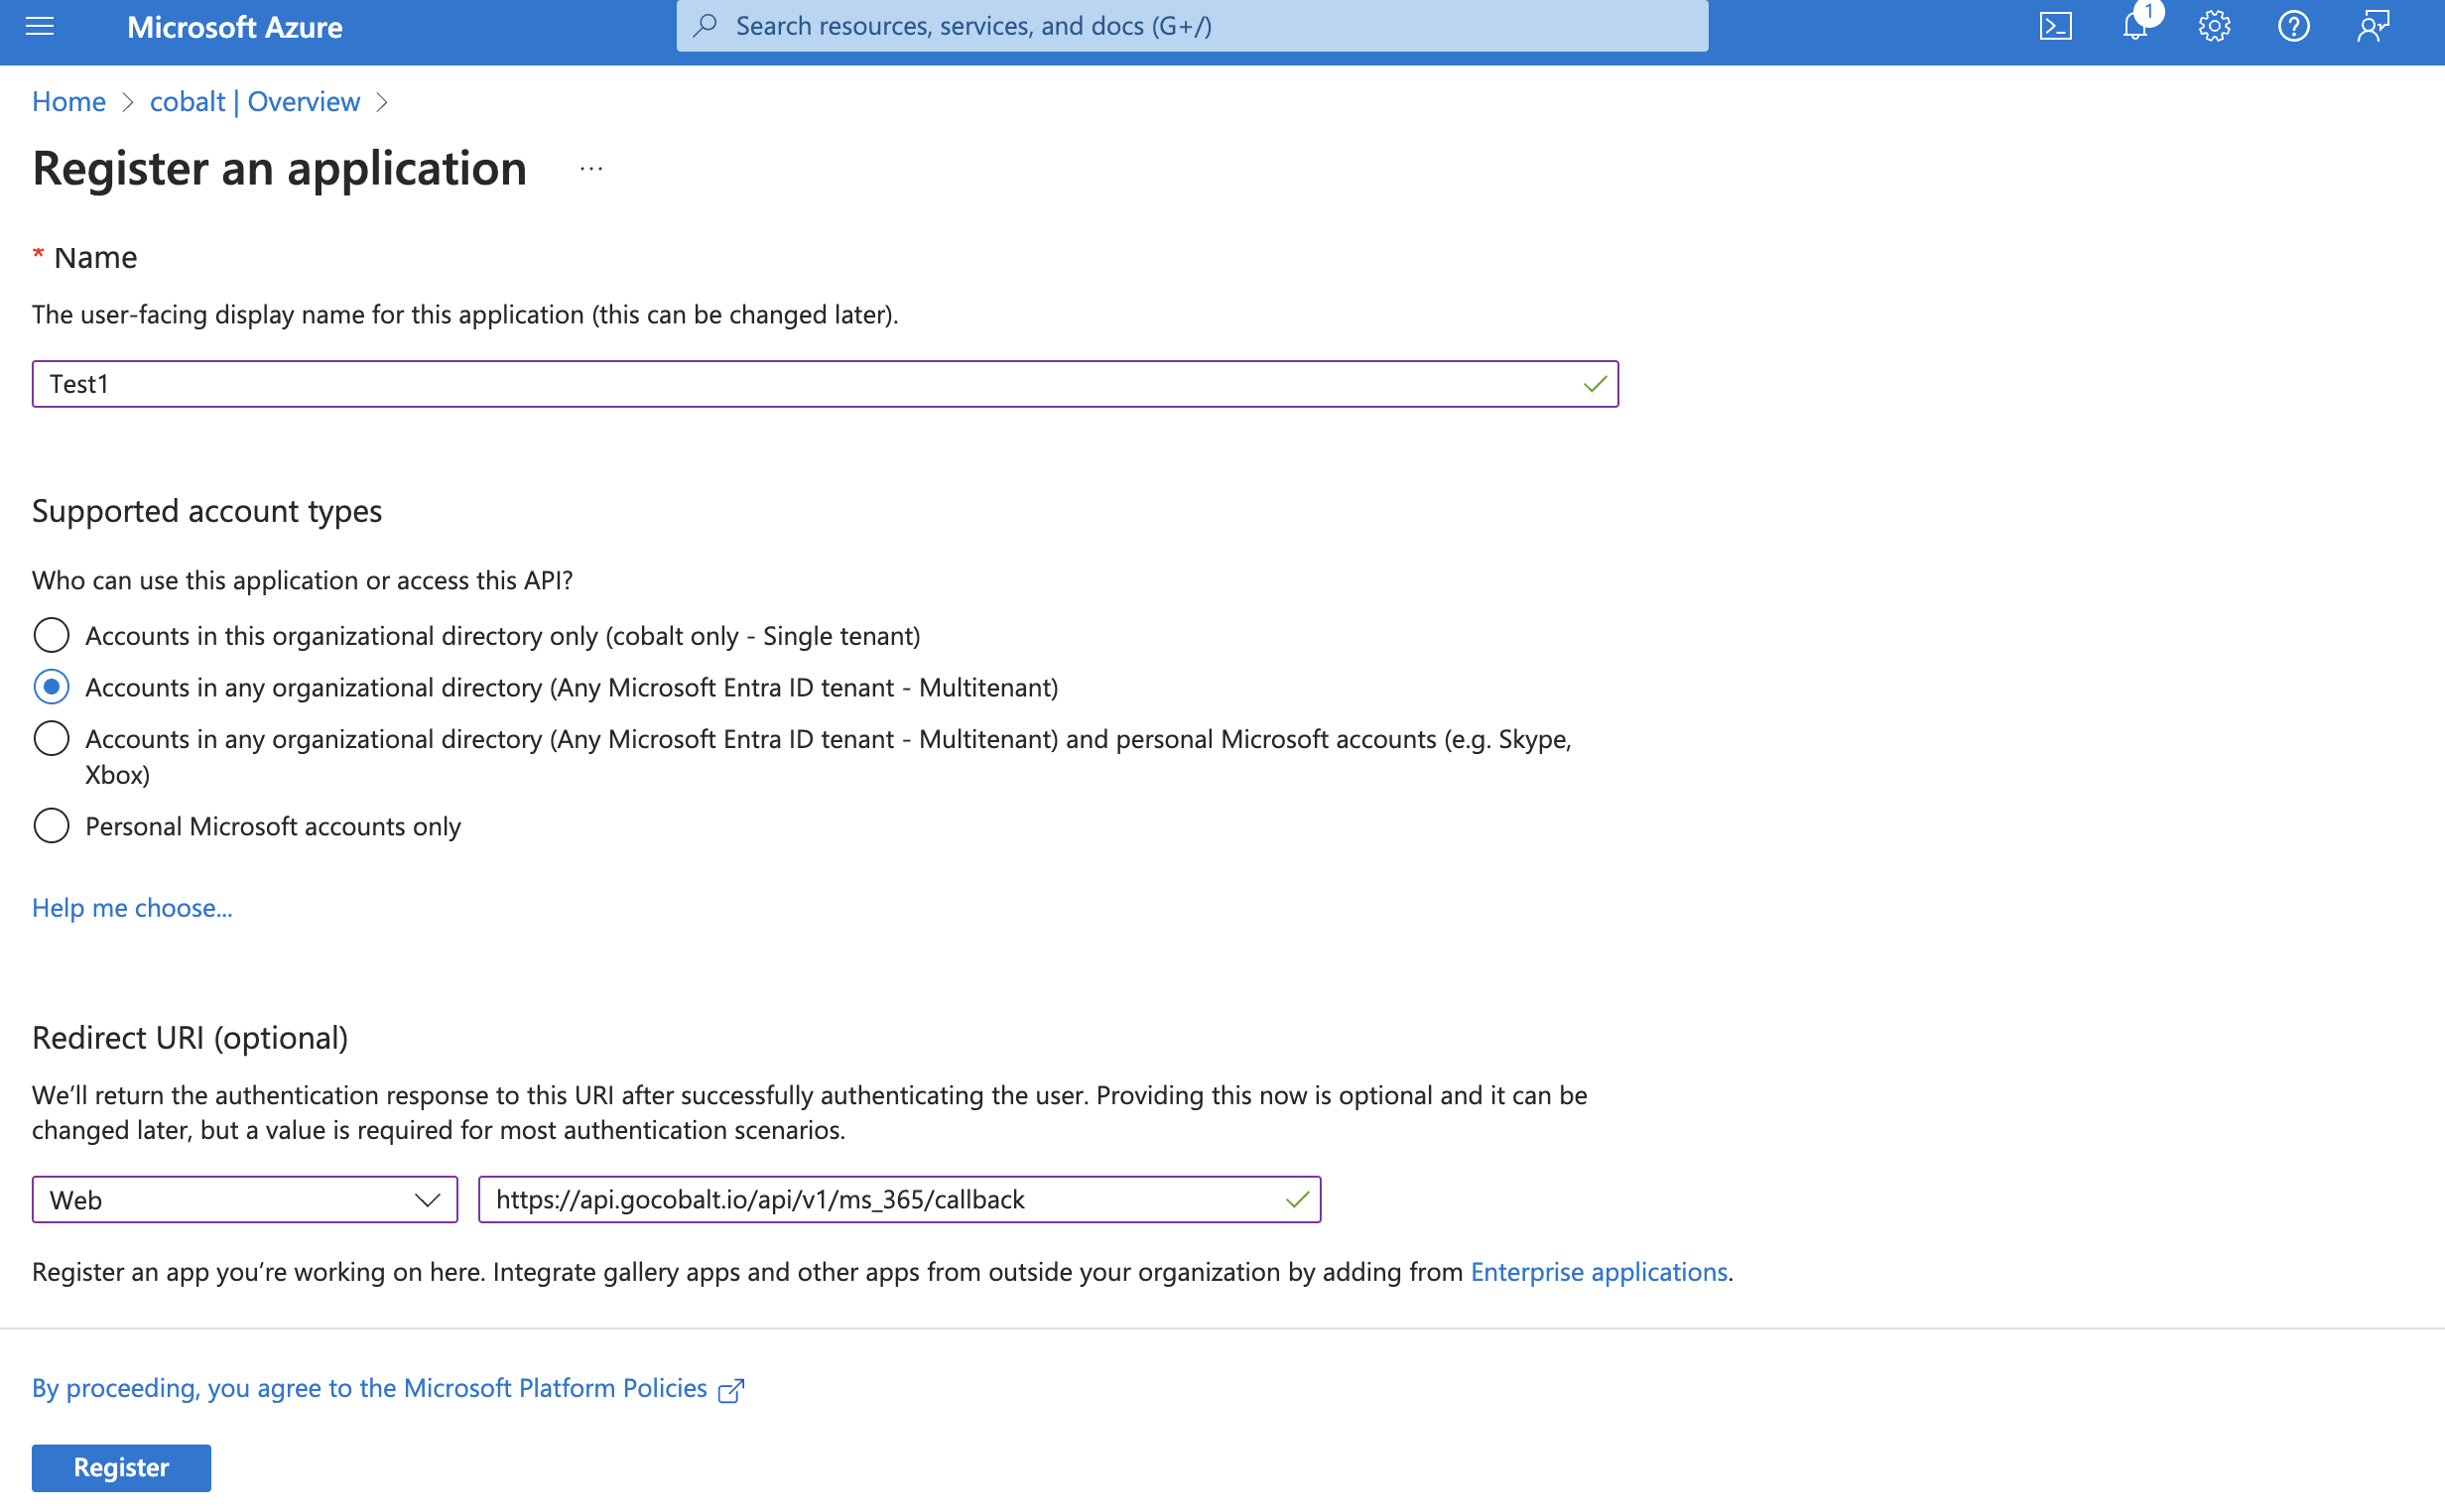 Microsoft Azure
Search resources, services, and docs (G+/)
1
Home > cobalt | Overview >
Register an application ...
* Name
The user-facing display name for this application (this can be changed later).
Test1
Supported account types
Who can use this application or access this API?
Accounts in this organizational directory only (cobalt only - Single tenant)
Accounts in any organizational directory (Any Microsoft Entra ID tenant - Multitenant)
Accounts in any organizational directory (Any Microsoft Entra ID tenant - Multitenant) and personal Microsoft accounts (e.g. Skype,
Xbox)
Personal Microsoft accounts only
Help me choose...
Redirect URI (optional)
We’ll return the authentication response to this URI after successfully authenticating the user. Providing this now is optional and it can be
changed later, but a value is required for most authentication scenarios.
Web
https://api.gocobalt.io/api/v1/ms_365/callback
Register an app you’re working on here. Integrate gallery apps and other apps from outside your organization by adding from Enterprise applications.
By proceeding, you agree to the Microsoft Platform Policies
Register